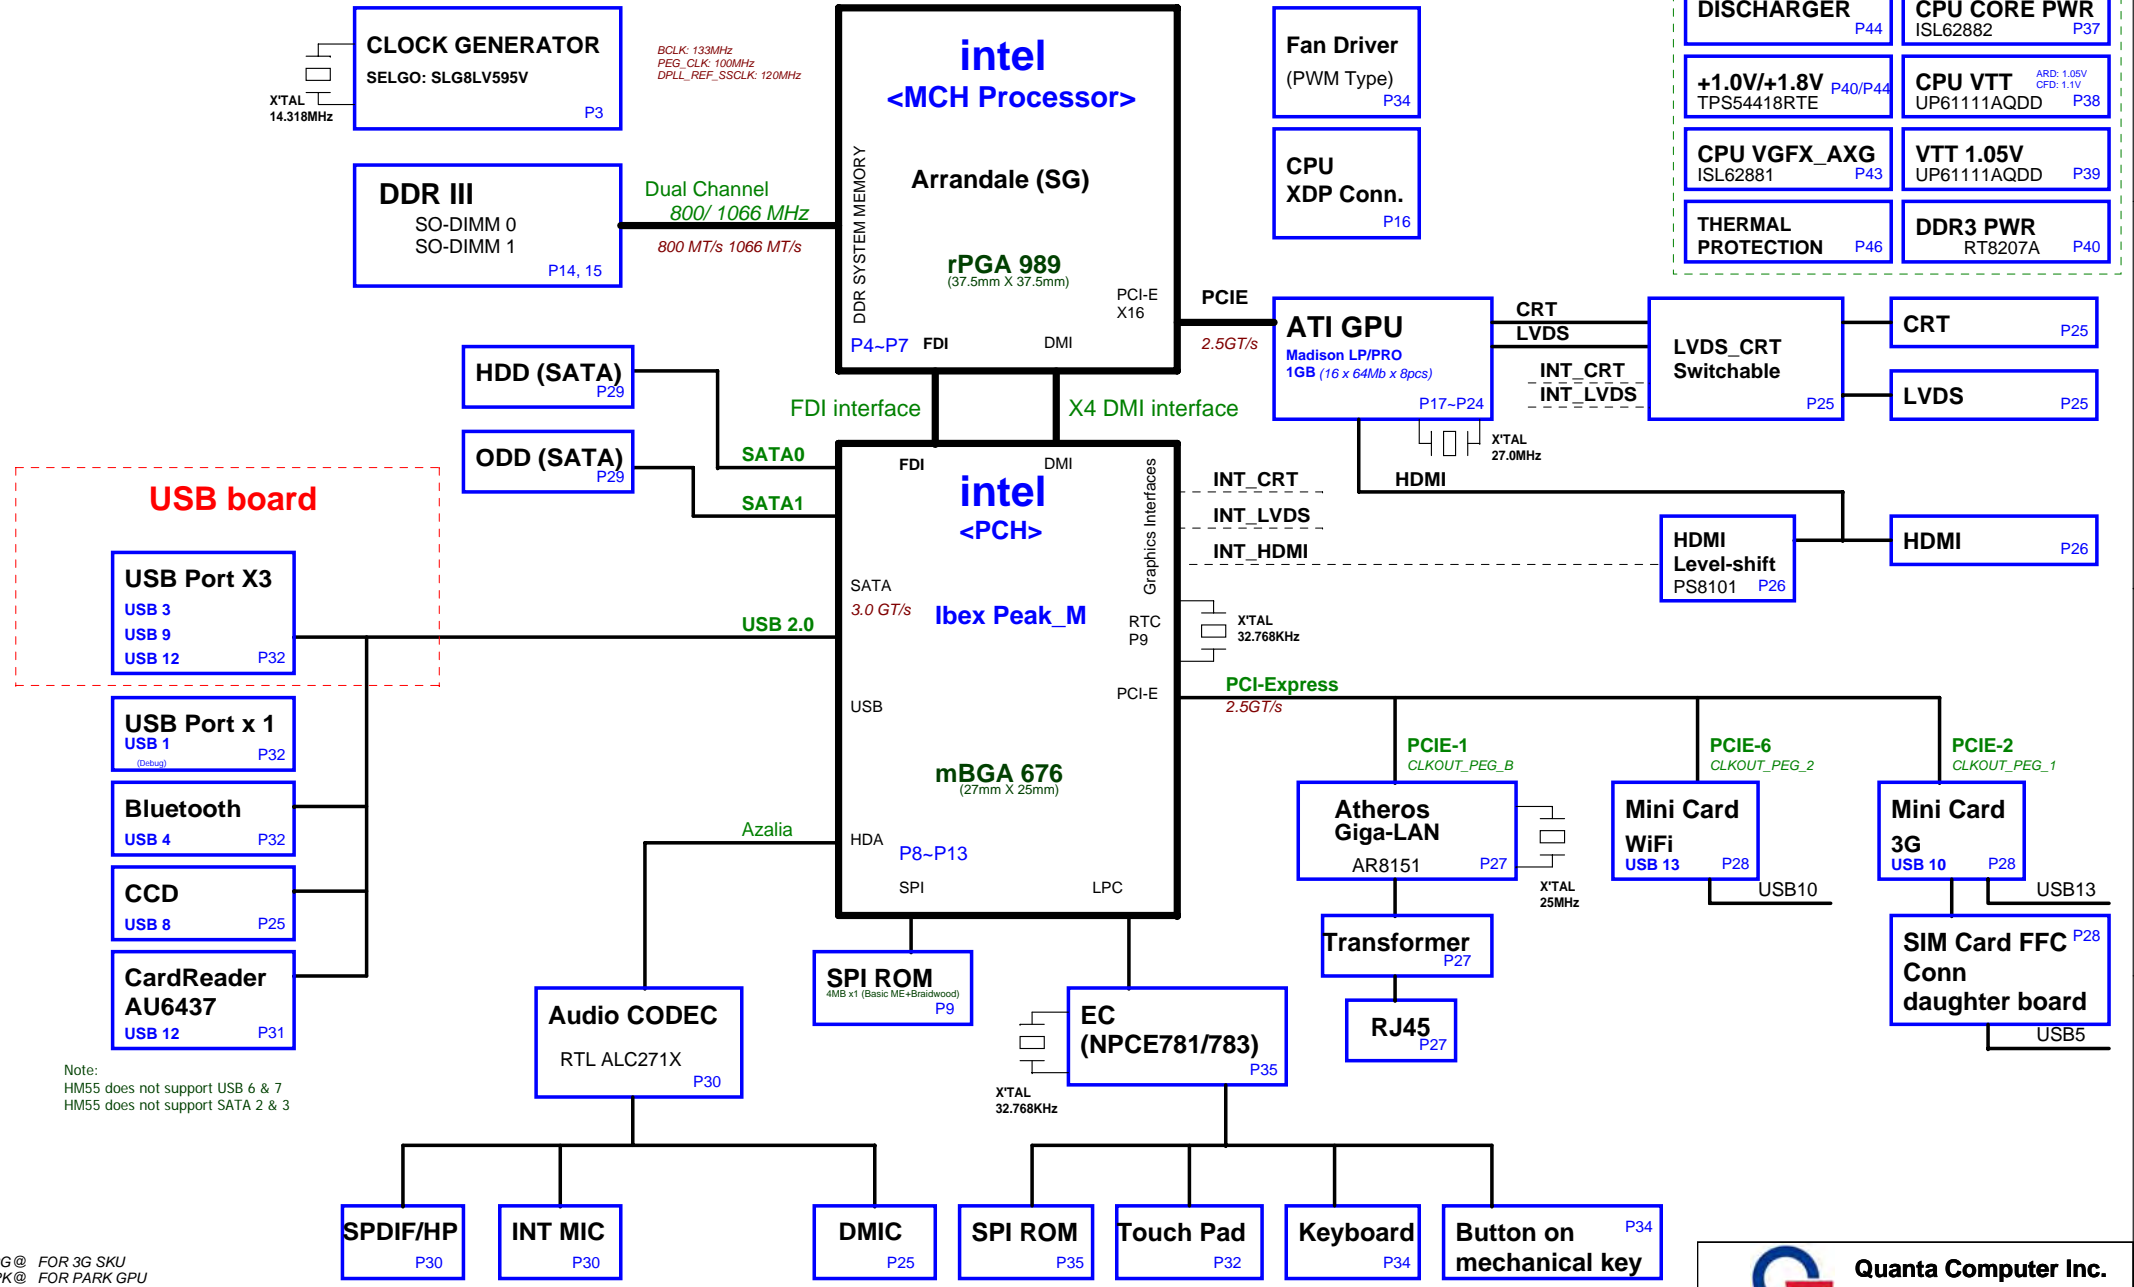 CLOCK GENERATOR
SELGO: SLG8LV595V
P3
X'TAL
14.318MHz
BCLK: 133MHz
PEG_CLK: 100MHz
DPLL_REF_SSCLK: 120MHz
intel
<MCH Processor>
Arrandale (SG)
rPGA 989
(37.5mm X 37.5mm)
DDR SYSTEM MEMORY
PCI-E
X16
P4~P7
FDI
DMI
Fan Driver
(PWM Type)
P34
CPU
XDP Conn.
P16
DISCHARGER
P44
CPU CORE PWR
ISL62882
P37
+1.0V/+1.8V
P40/P44
TPS54418RTE
CPU VTT
ARD: 1.05V
CFD: 1.1V
UP61111AQDD
P38
CPU VGFX_AXG
ISL62881
P43
VTT 1.05V
UP61111AQDD
P39
THERMAL
PROTECTION
P46
DDR3 PWR
RT8207A
P40
DDR III
SO-DIMM 0
SO-DIMM 1
P14, 15
Dual Channel
800/ 1066 MHz
800 MT/s 1066 MT/s
PCIE
2.5GT/s
ATI GPU
Madison LP/PRO
1GB (16 x 64Mb x 8pcs)
P17~P24
X'TAL
27.0MHz
CRT
LVDS
INT_CRT
INT_LVDS
LVDS_CRT
Switchable
P25
CRT
P25
LVDS
P25
HDMI
HDD (SATA)
P29
ODD (SATA)
P29
SATA0
SATA1
FDI interface
X4 DMI interface
FDI
DMI
intel
<PCH>
Ibex Peak_M
mBGA 676
(27mm X 25mm)
P8~P13
Graphics Interfaces
SATA
3.0 GT/s
USB
HDA
SPI
LPC
RTC
P9
PCI-E
INT_CRT
INT_LVDS
INT_HDMI
HDMI
Level-shift
PS8101
P26
HDMI
P26
X'TAL
32.768KHz
USB board
USB Port X3
USB 3
USB 9
USB 12
P32
USB 2.0
USB Port x 1
USB 1
(Debug)
P32
Bluetooth
USB 4
P32
CCD
USB 8
P25
CardReader
AU6437
USB 12
P31
Note:
HM55 does not support USB 6 & 7
HM55 does not support SATA 2 & 3
PCI-Express
2.5GT/s
PCIE-1
CLKOUT_PEG_B
PCIE-6
CLKOUT_PEG_2
PCIE-2
CLKOUT_PEG_1
Atheros
Giga-LAN
AR8151
P27
X'TAL
25MHz
Mini Card
WiFi
USB 13
P28
USB10
Mini Card
3G
USB 10
P28
USB13
Transformer
P27
RJ45
P27
SIM Card FFC
P28
Conn
daughter board
USB5
Azalia
SPI ROM
4MB x1 (Basic ME+Braidwood)
P9
Audio CODEC
RTL ALC271X
P30
EC
(NPCE781/783)
P35
X'TAL
32.768KHz
SPDIF/HP
P30
INT MIC
P30
DMIC
P25
SPI ROM
P35
Touch Pad
P32
Keyboard
P34
Button on
mechanical key
P34
G@ FOR 3G SKU
PK@ FOR PARK GPU
Quanta Computer Inc.